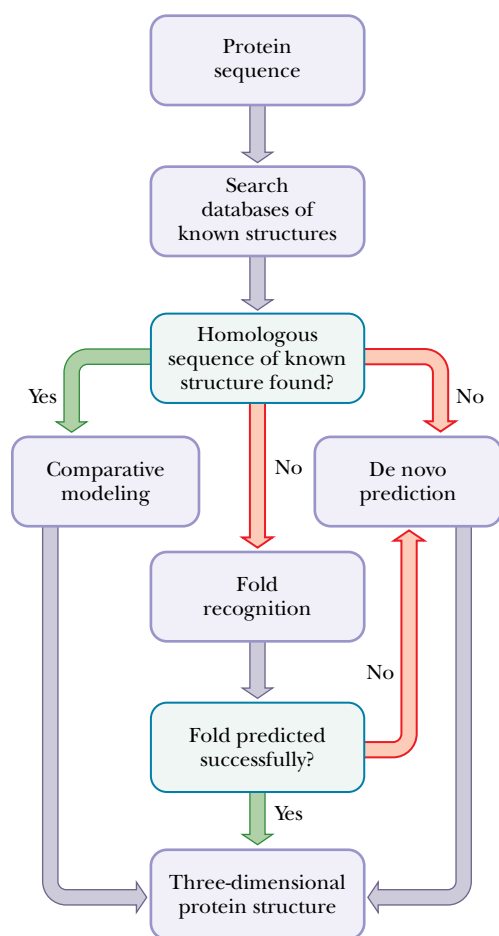 Protein
sequence
Search
databases of
known structures
Homologous
sequence of known
structure found?
Yes
No
No
Comparative
modeling
De novo
prediction
Fold
recognition
No
Fold predicted
successfully?
Yes
Three-dimensional
protein structure